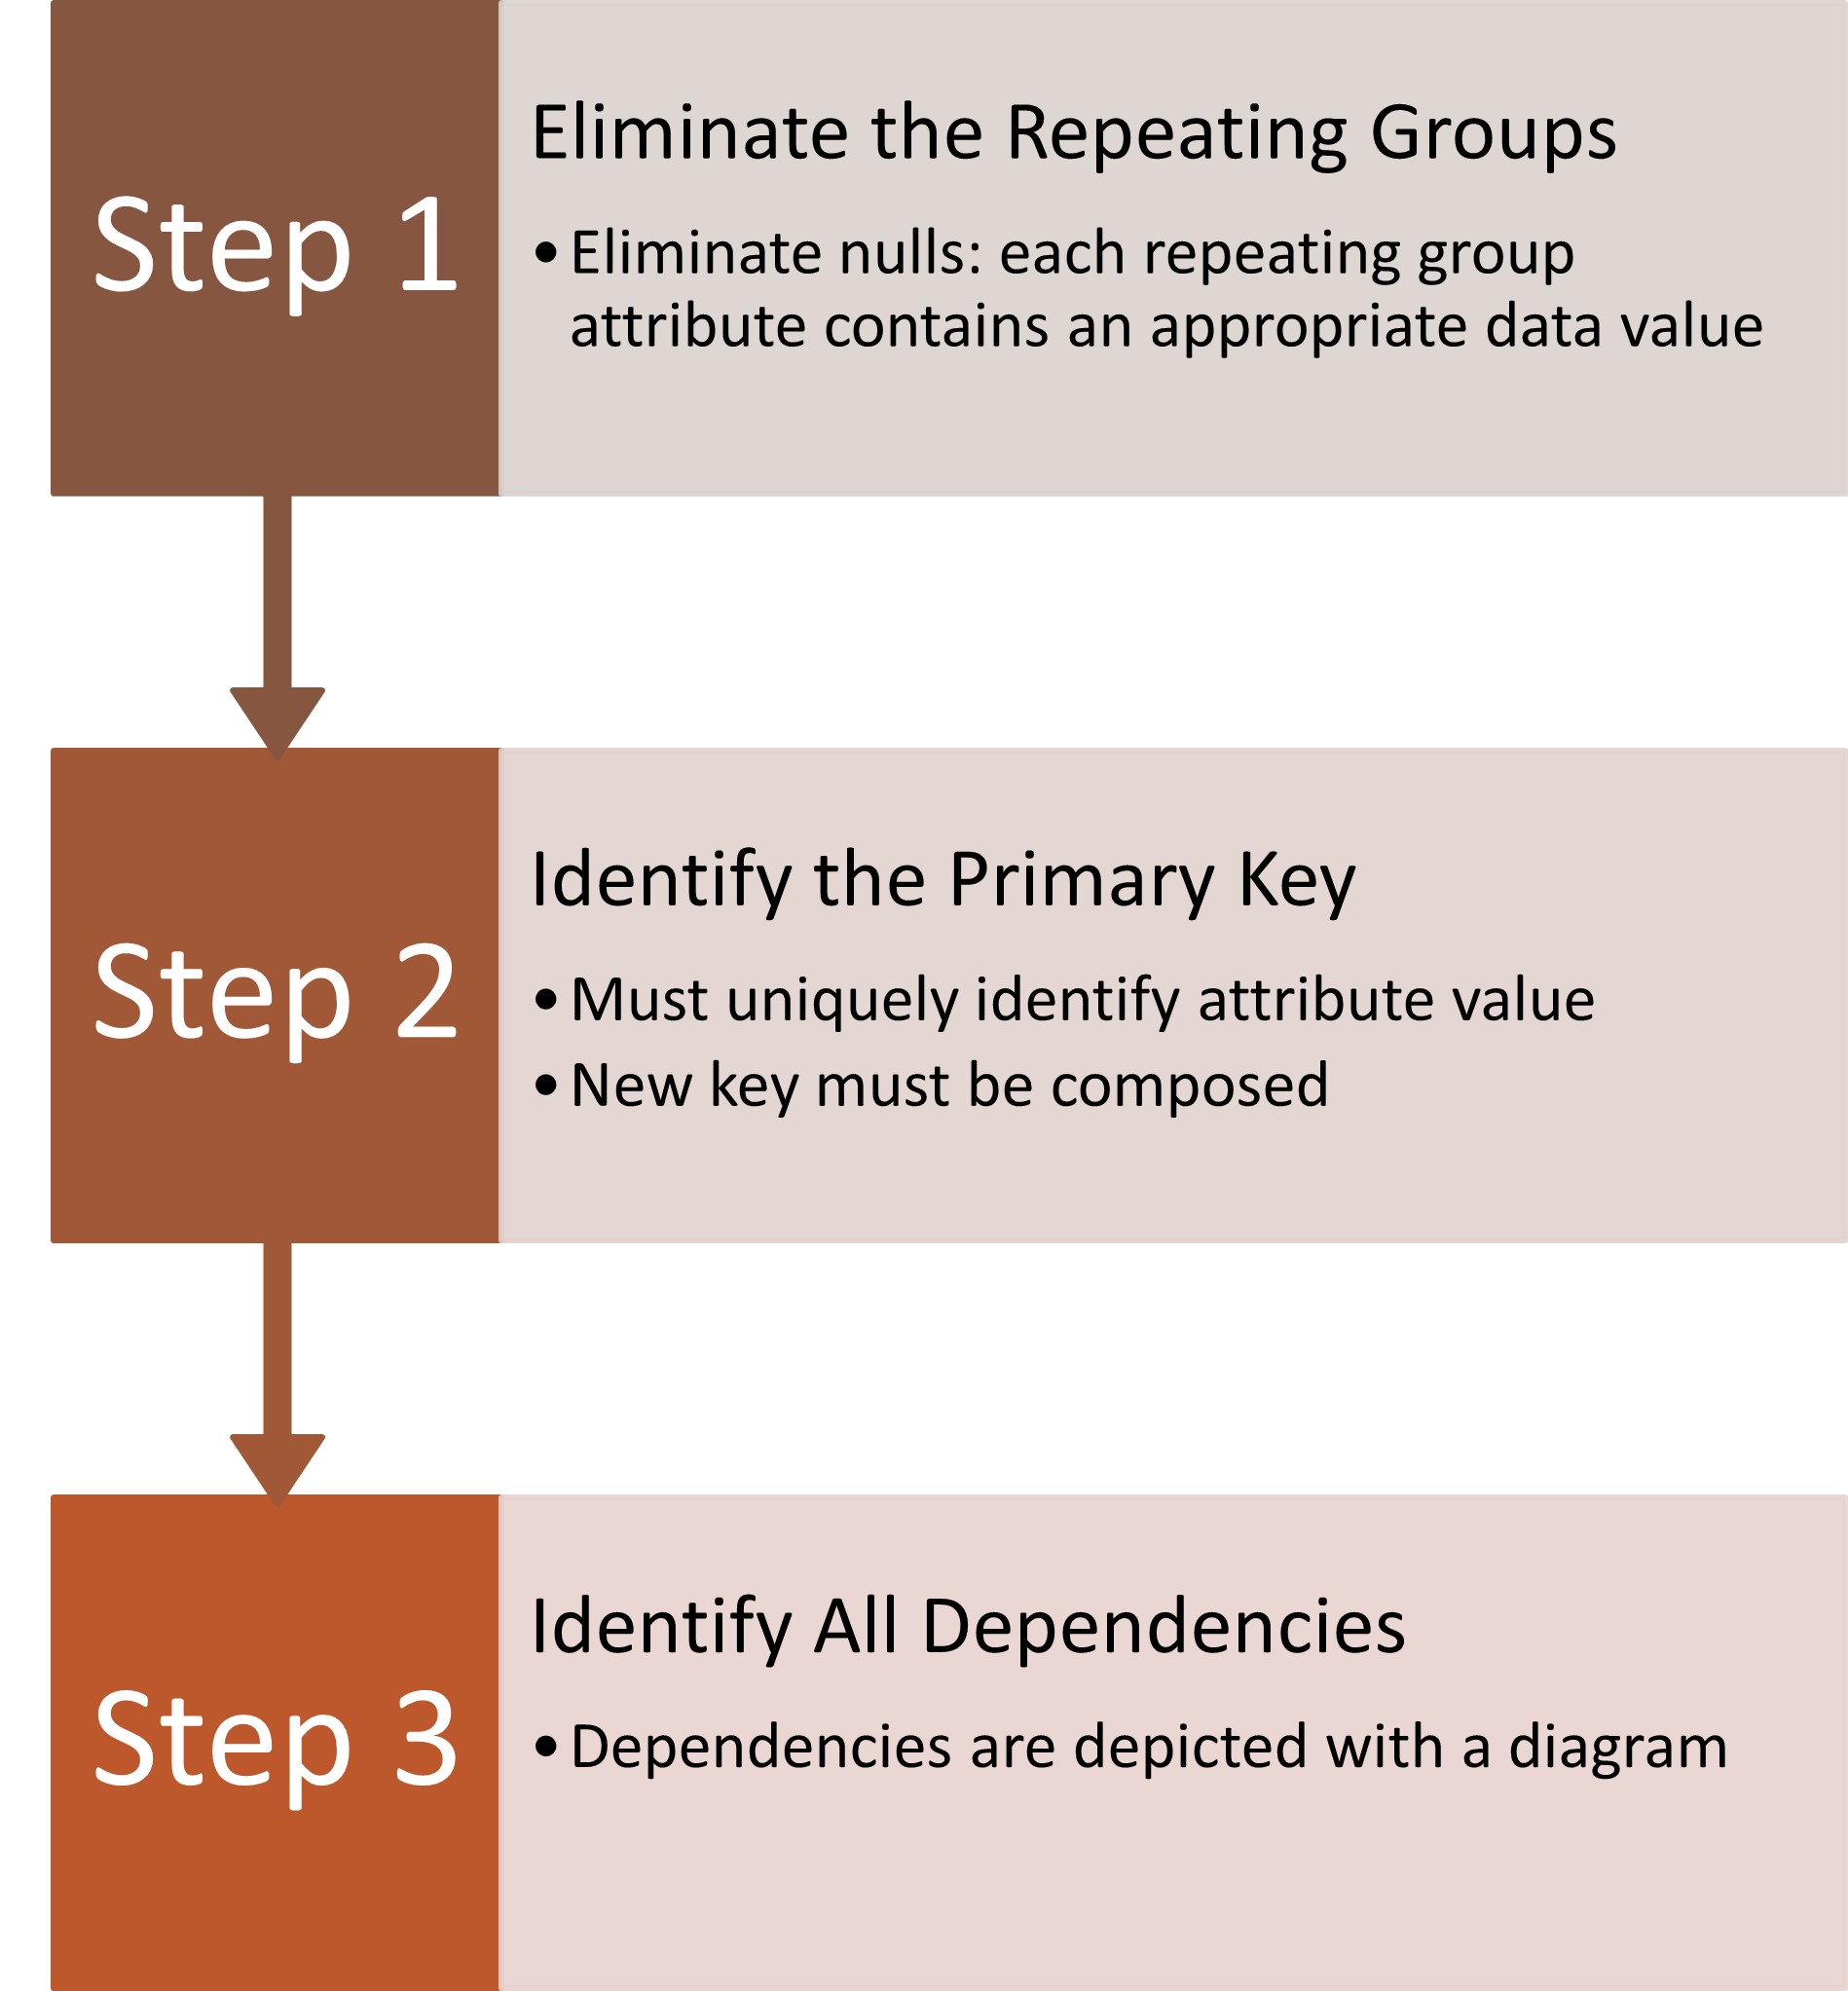 Step 1
Eliminate the Repeating Groups
• Eliminate nulls: each repeating group
attribute contains an appropriate data value
Step 2
Identify the Primary Key
• Must uniquely identify attribute value
• New key must be composed
Step 3
Identify All Dependencies
• Dependencies are depicted with a diagram